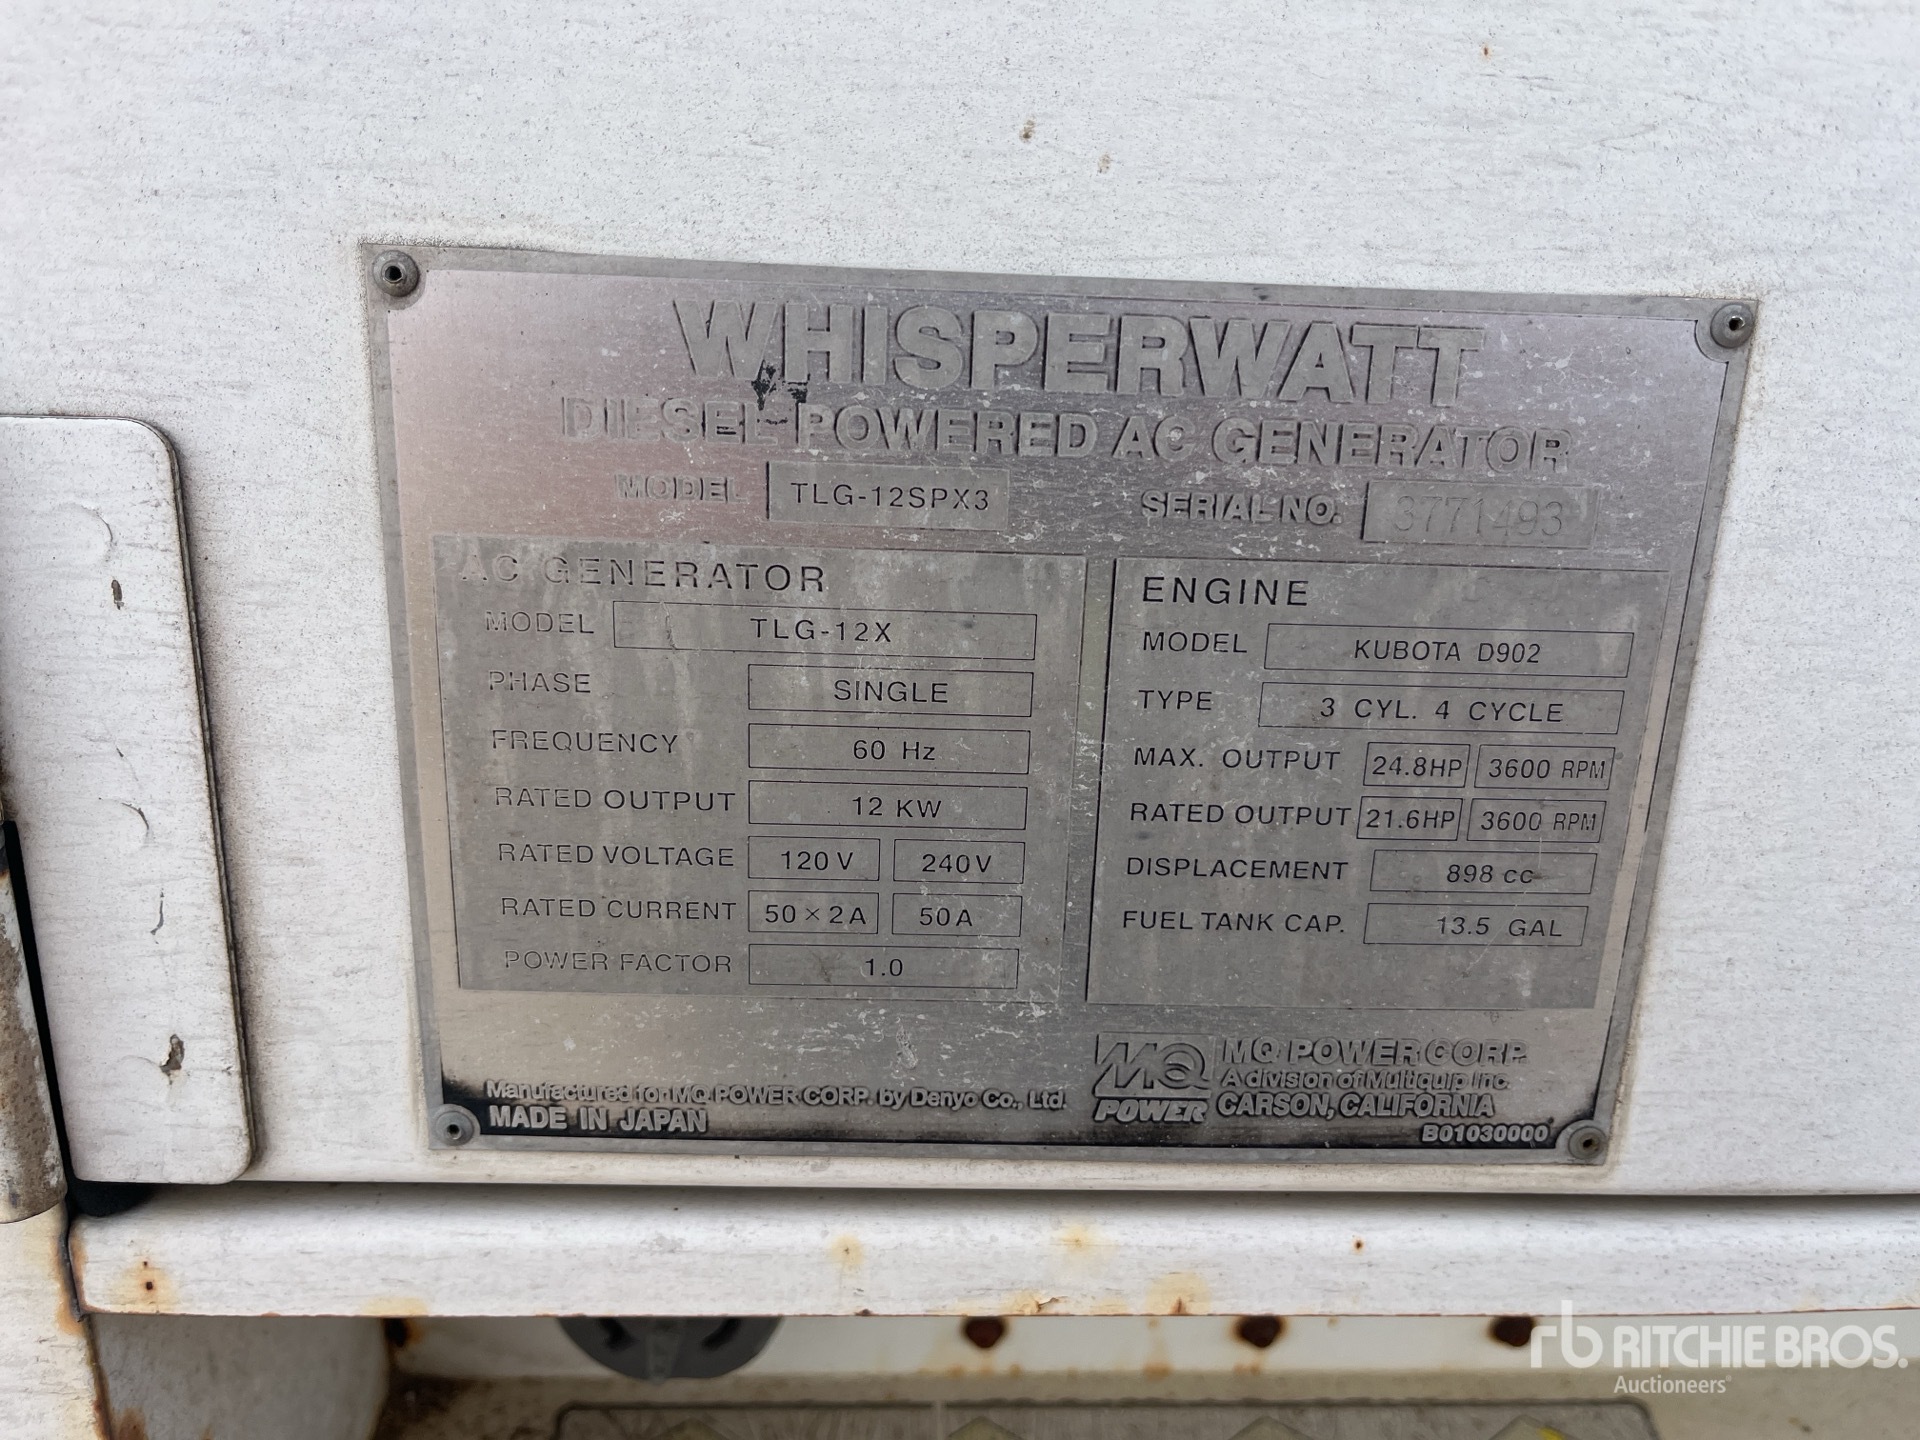 WHISPERWATT
DIESEL POWERED AC GENERATOR
MODEL TLG-12SPX3 SERIAL NO. 3771493
AC GENERATOR
MODEL TLG-12X
PHASE SINGLE
FREQUENCY 60 Hz
RATED OUTPUT 12 KW
RATED VOLTAGE 120V 240V
RATED CURRENT 50×2A 50A
POWER FACTOR 1.0
ENGINE
MODEL KUBOTA D902
TYPE 3 CYL. 4 CYCLE
MAX. OUTPUT 24.8HP 3600 RPM
RATED OUTPUT 21.6HP 3600 RPM
DISPLACEMENT 898 cc
FUEL TANK CAP. 13.5 GAL
Manufactured for MQ POWER CORP. by Denyo Co., Ltd.
MADE IN JAPAN
MQ POWER
MQ POWER CORP.
A division of Multiquip Inc.
CARSON, CALIFORNIA
B01030000
rb RITCHIE BROS.
Auctioneers